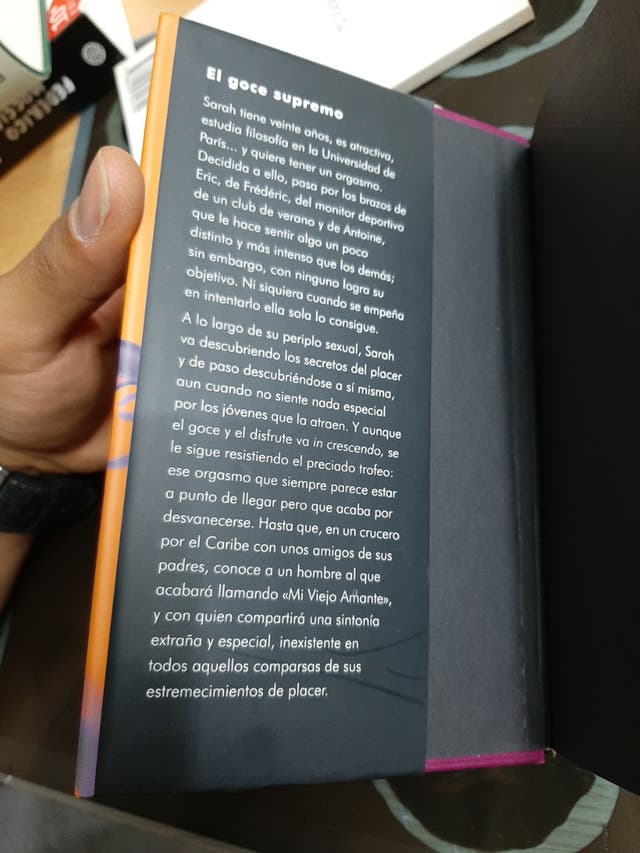 El goce supremo
Sarah tiene veinte años, es atractiva,
estudia filosofía en la Universidad de
París... y quiere tener un orgasmo.
Decidida a ello, pasa por los brazos de
Eric, de Frédéric, del monitor deportivo
de un club de verano y de Antoine,
que le hace sentir algo un poco
distinto y más intenso que los demás;
sin embargo, con ninguno logra su
objetivo. Ni siquiera cuando se empeña
en intentarlo ella sola lo consigue.
A lo largo de su periplo sexual, Sarah
va descubriendo los secretos del placer
y de paso descubriéndose a sí misma,
aun cuando no siente nada especial
por los jóvenes que la atraen. Y aunque
el goce y el disfrute va in crescendo, se
le sigue resistiendo el preciado trofeo:
ese orgasmo que siempre parece estar
a punto de llegar pero que acaba por
desvanecerse. Hasta que, en un crucero
por el Caribe con unos amigos de sus
padres, conoce a un hombre al que
acabará llamando «Mi Viejo Amante»,
y con quien compartirá una sintonía
extraña y especial, inexistente en
todos aquellos comparsas de sus
estremecimientos de placer.
FEDERICO